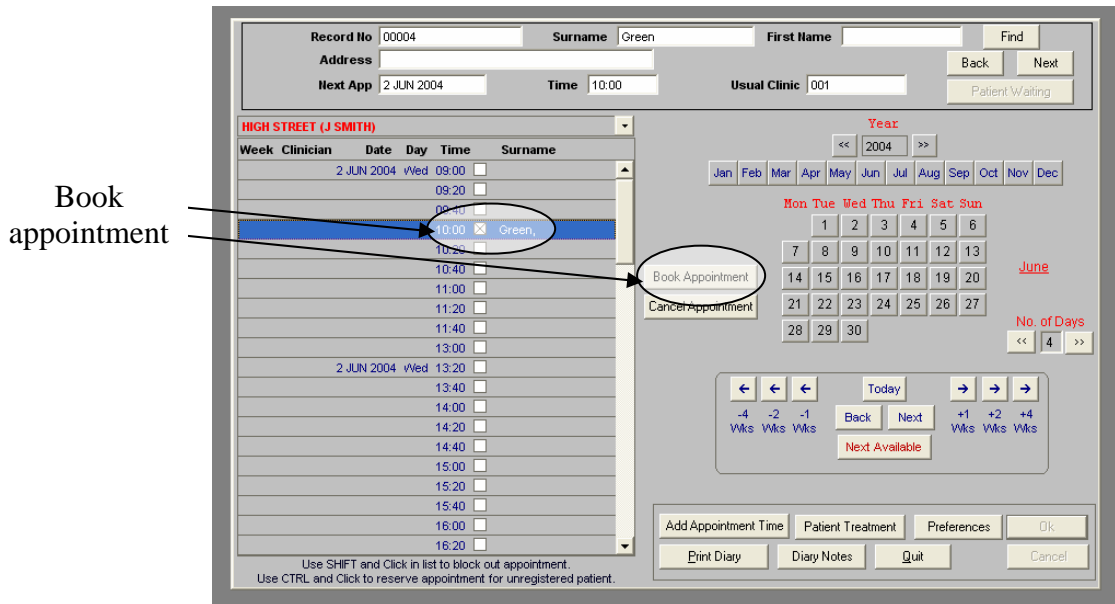 Record No 00004 Surname Green First Name Find
Address Back Next
Next App 2 JUN 2004 Time 10:00 Usual Clinic 001 Patient Waiting
HIGH STREET (J SMITH)
Week Clinician Date Day Time Surname
2 JUN 2004 Wed 09:00
09:20
09:40
10:00 Green,
10:20
10:40
11:00
11:20
11:40
13:00
2 JUN 2004 Wed 13:20
13:40
14:00
14:20
14:40
15:00
15:20
15:40
16:00
16:20
Use SHIFT and Click in list to block out appointment.
Use CTRL and Click to reserve appointment for unregistered patient.
Book
appointment
Book Appointment
Cancel Appointment
Year
<< 2004 >>
Jan Feb Mar Apr May Jun Jul Aug Sep Oct Nov Dec
Mon Tue Wed Thu Fri Sat Sun
1 2 3 4 5 6
7 8 9 10 11 12 13
14 15 16 17 18 19 20
21 22 23 24 25 26 27
28 29 30
June
No. of Days
<< 4 >>
Today
-4 -2 -1 Back Next +1 +2 +4
Wks Wks Wks Wks Wks Wks
Next Available
Add Appointment Time Patient Treatment Preferences Ok
Print Diary Diary Notes Quit Cancel